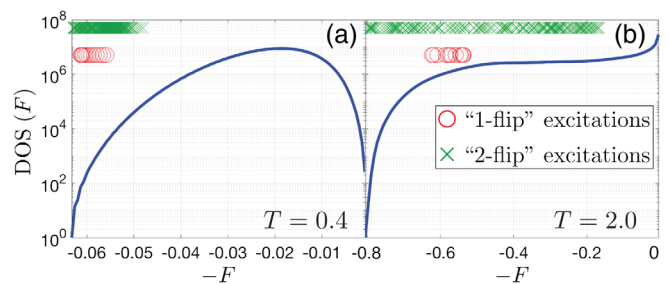 10^8
10^6
10^4
10^2
10^0
DOS (F)
(a)
(b)
"1-flip" excitations
"2-flip" excitations
T = 0.4
T = 2.0
-0.06 -0.05 -0.04 -0.03 -0.02 -0.01 -0.8 -0.6 -0.4 -0.2 0
−F
−F